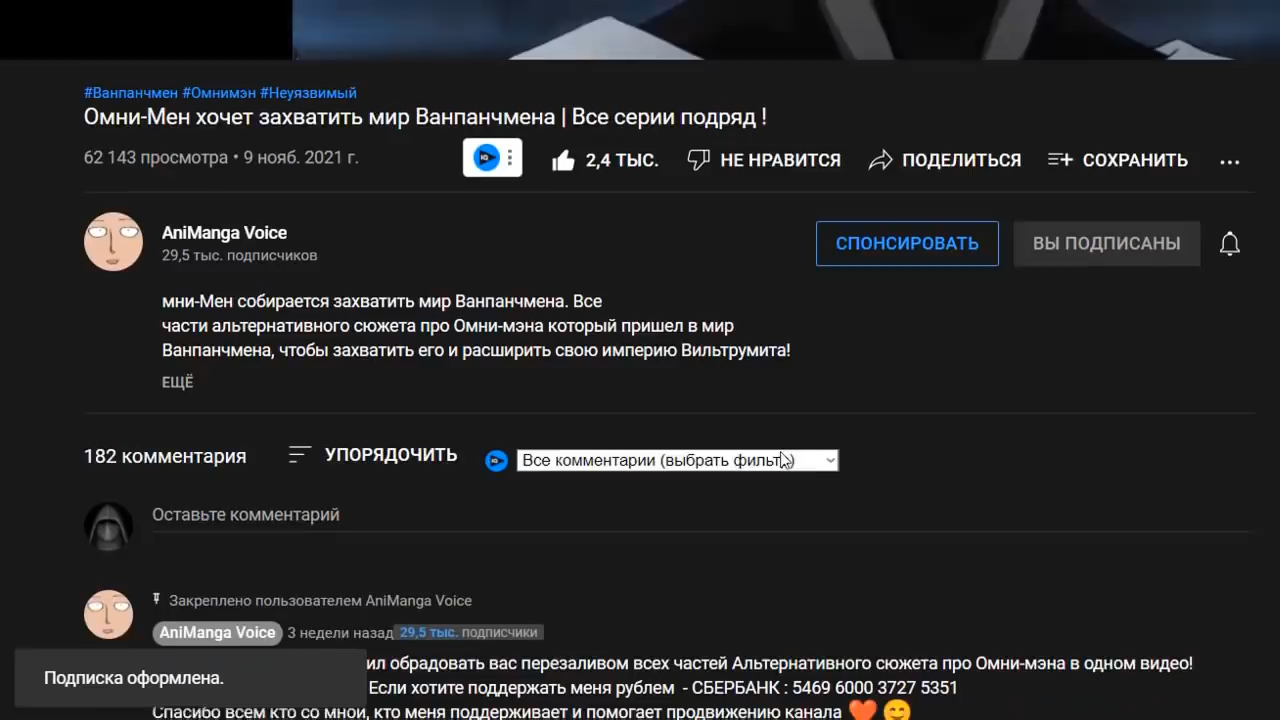 #Ванпанчмен #Омнимэн #Неуязвимый
Омни-Мен хочет захватить мир Ванпанчмена | Все серии подряд !
62 143 просмотра • 9 нояб. 2021 г.
2,4 ТЫС.
НЕ НРАВИТСЯ
ПОДЕЛИТЬСЯ
СОХРАНИТЬ
AniManga Voice
29,5 тыс. подписчиков
СПОНСИРОВАТЬ
ВЫ ПОДПИСАНЫ
мни-Мен собирается захватить мир Ванпанчмена. Все
части альтернативного сюжета про Омни-мэна который пришел в мир
Ванпанчмена, чтобы захватить его и расширить свою империю Вильтрумита!
ЕЩЁ
182 комментария
УПОРЯДОЧИТЬ
Все комментарии (выбрать фильт)
Оставьте комментарий
Закреплено пользователем AniManga Voice
AniManga Voice 3 недели назад 29,5 тыс. подписчики
ил обрадовать вас перезаливом всех частей Альтернативного сюжета про Омни-мэна в одном видео!
Подписка оформлена.
Если хотите поддержать меня рублем - СБЕРБАНК : 5469 6000 3727 5351
Спасибо всем кто со мной, кто меня поддерживает и помогает продвижению канала ❤️ 😊